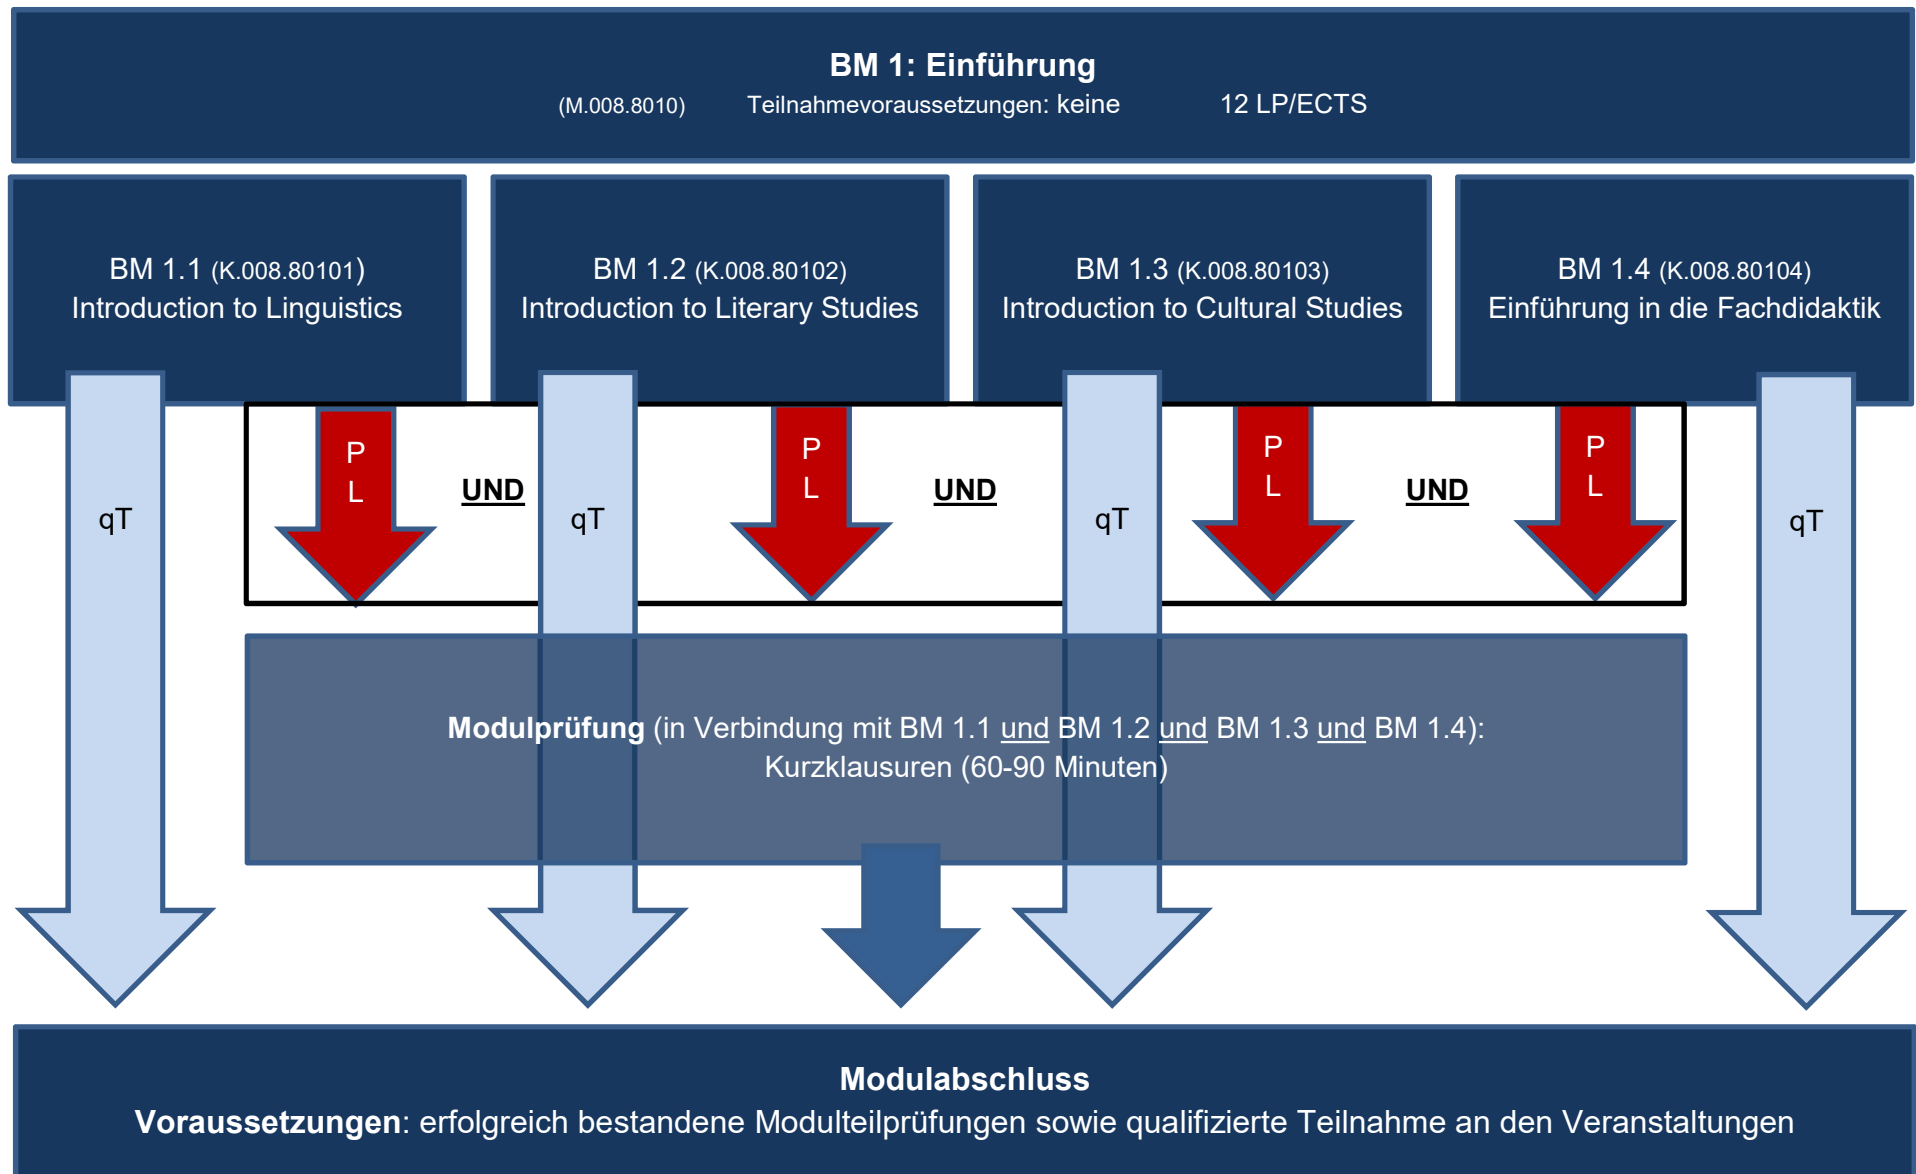 BM 1: Einführung
(M.008.8010) Teilnahmevoraussetzungen: keine 12 LP/ECTS
BM 1.1 (K.008.80101)
Introduction to Linguistics
BM 1.2 (K.008.80102)
Introduction to Literary Studies
BM 1.3 (K.008.80103)
Introduction to Cultural Studies
BM 1.4 (K.008.80104)
Einführung in die Fachdidaktik
qT
P
L
UND
qT
P
L
UND
qT
P
L
UND
P
L
qT
Modulprüfung (in Verbindung mit BM 1.1 und BM 1.2 und BM 1.3 und BM 1.4):
Kurzklausuren (60-90 Minuten)
Modulabschluss
Voraussetzungen: erfolgreich bestandene Modulteilprüfungen sowie qualifizierte Teilnahme an den Veranstaltungen